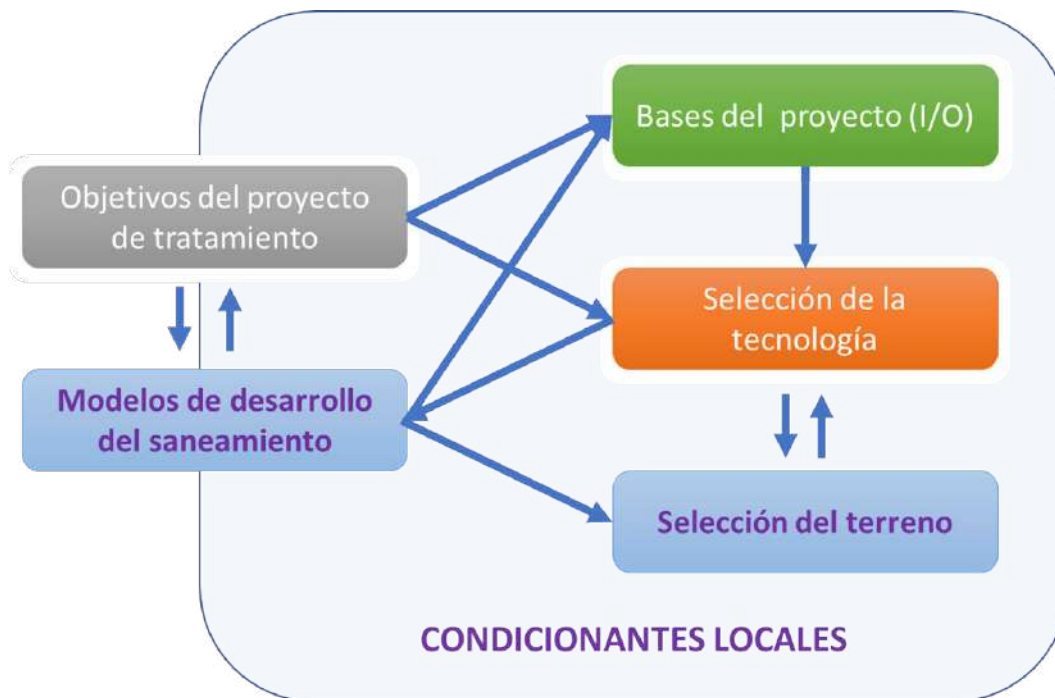 Bases del proyecto (I/O)
Objetivos del proyecto
de tratamiento
Selección de la
tecnología
Modelos de desarrollo
del saneamiento
Selección del terreno
CONDICIONANTES LOCALES